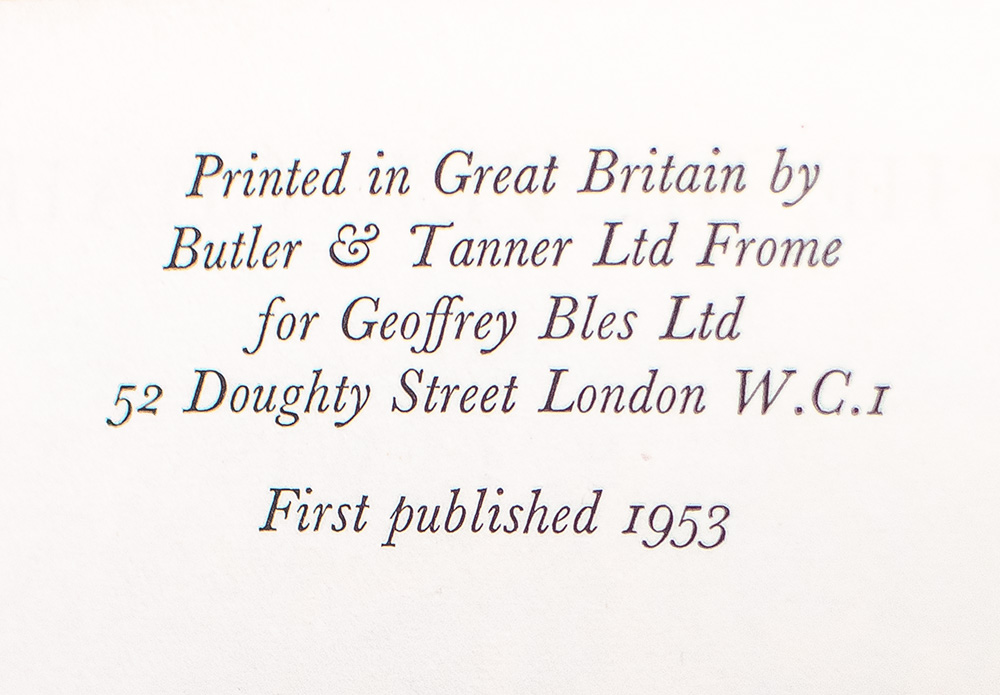 Printed in Great Britain by
Butler & Tanner Ltd Frome
for Geoffrey Bles Ltd
52 Doughty Street London W.C.1
First published 1953